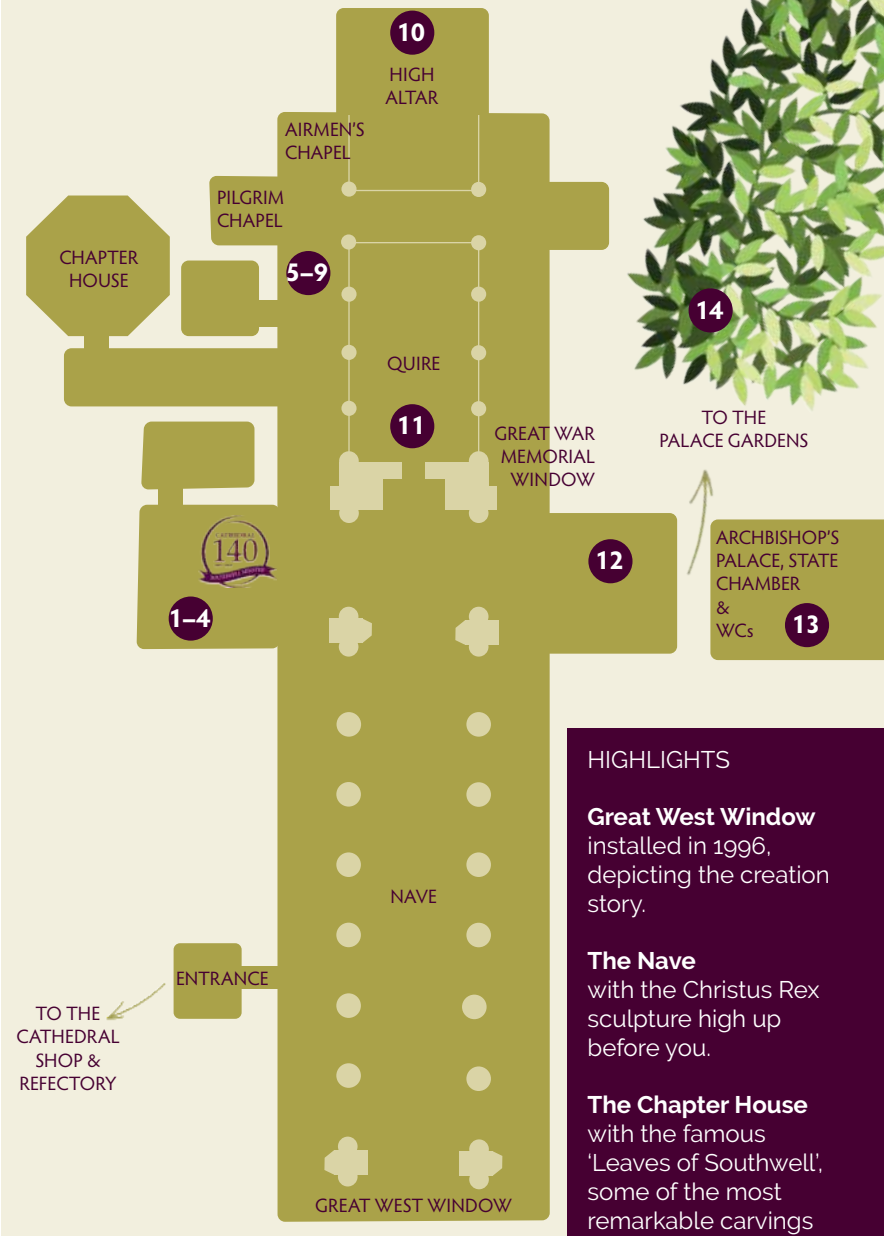 10
HIGH
ALTAR
AIRMEN'S
CHAPEL
PILGRIM
CHAPEL
CHAPTER
HOUSE
5–9
14
QUIRE
11
GREAT WAR
MEMORIAL
WINDOW
TO THE
PALACE GARDENS
CATHEDRAL
140
12
ARCHBISHOP'S
PALACE, STATE
CHAMBER
&
WCs
13
1–4
NAVE
ENTRANCE
TO THE
CATHEDRAL
SHOP &
REFECTORY
GREAT WEST WINDOW
HIGHLIGHTS
Great West Window
installed in 1996,
depicting the creation
story.
The Nave
with the Christus Rex
sculpture high up
before you.
The Chapter House
with the famous
‘Leaves of Southwell’,
some of the most
remarkable carvings